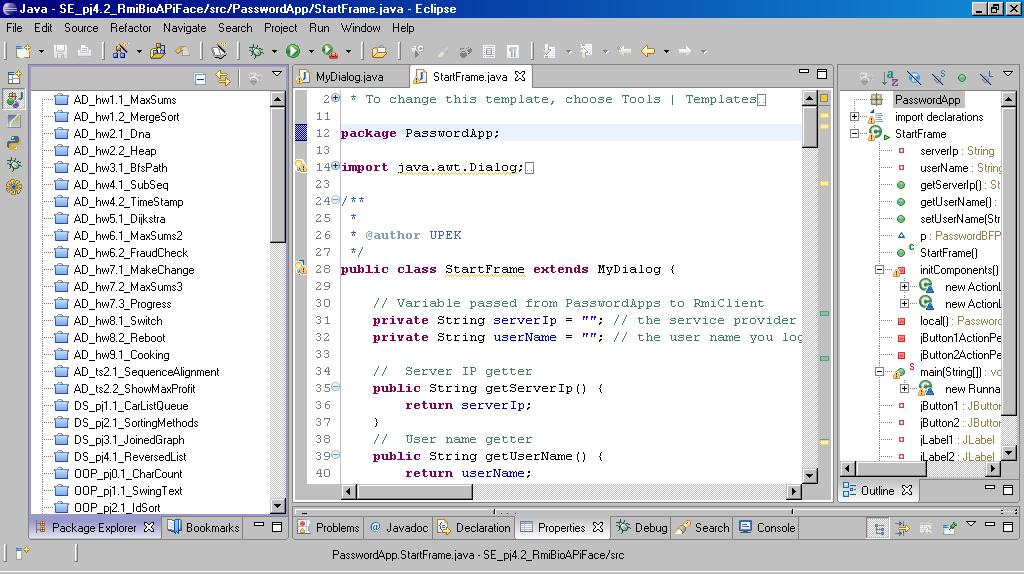 Java - SE_pj4.2_RmiBioAPiFace/src/PasswordApp/StartFrame.java - Eclipse
File Edit Source Refactor Navigate Search Project Run Window Help
AD_hw1.1_MaxSums
AD_hw1.2_MergeSort
AD_hw2.1_Dna
AD_hw2.2_Heap
AD_hw3.1_BfsPath
AD_hw4.1_SubSeq
AD_hw4.2_TimeStamp
AD_hw5.1_Dijkstra
AD_hw6.1_MaxSums2
AD_hw6.2_FraudCheck
AD_hw7.1_MakeChange
AD_hw7.2_MaxSums3
AD_hw7.3_Progress
AD_hw8.1_Switch
AD_hw8.2_Reboot
AD_hw9.1_Cooking
AD_ts2.1_SequenceAlignment
AD_ts2.2_ShowMaxProfit
DS_pj1.1_CarListQueue
DS_pj2.1_SortingMethods
DS_pj3.1_JoinedGraph
DS_pj4.1_ReversedList
OOP_pj0.1_CharCount
OOP_pj1.1_SwingText
OOP_pj2.1_IdSort
Package Explorer Bookmarks
MyDialog.java StartFrame.java
2 * To change this template, choose Tools | Templates
11
12 package PasswordApp;
13
14 import java.awt.Dialog;
23
24 /**
25 *
26 * @author UPEK
27 */
28 public class StartFrame extends MyDialog {
29
30 // Variable passed from PasswordApps to RmiClient
31 private String serverIp = ""; // the service provider
32 private String userName = ""; // the user name you log
33
34 // Server IP getter
35 public String getServerIp() {
36 return serverIp;
37 }
38 // User name getter
39 public String getUserName() {
40 return userName;
PasswordApp
import declarations
StartFrame
serverIp : String
userName : String
getServerIp() : St
getUserName() :
setUserName(Str
p : PasswordBFP
StartFrame()
initComponents()
new ActionL
new ActionL
local() : Passwor
jButton1ActionPe
jButton2ActionPe
main(String[]) : vo
new Runna
jButton1 : JButton
jButton2 : JButton
jLabel1 : JLabel
jLabel2 : JLabel
Outline
Problems @ Javadoc Declaration Properties Debug Search Console
PasswordApp.StartFrame.java - SE_pj4.2_RmiBioAPiFace/src